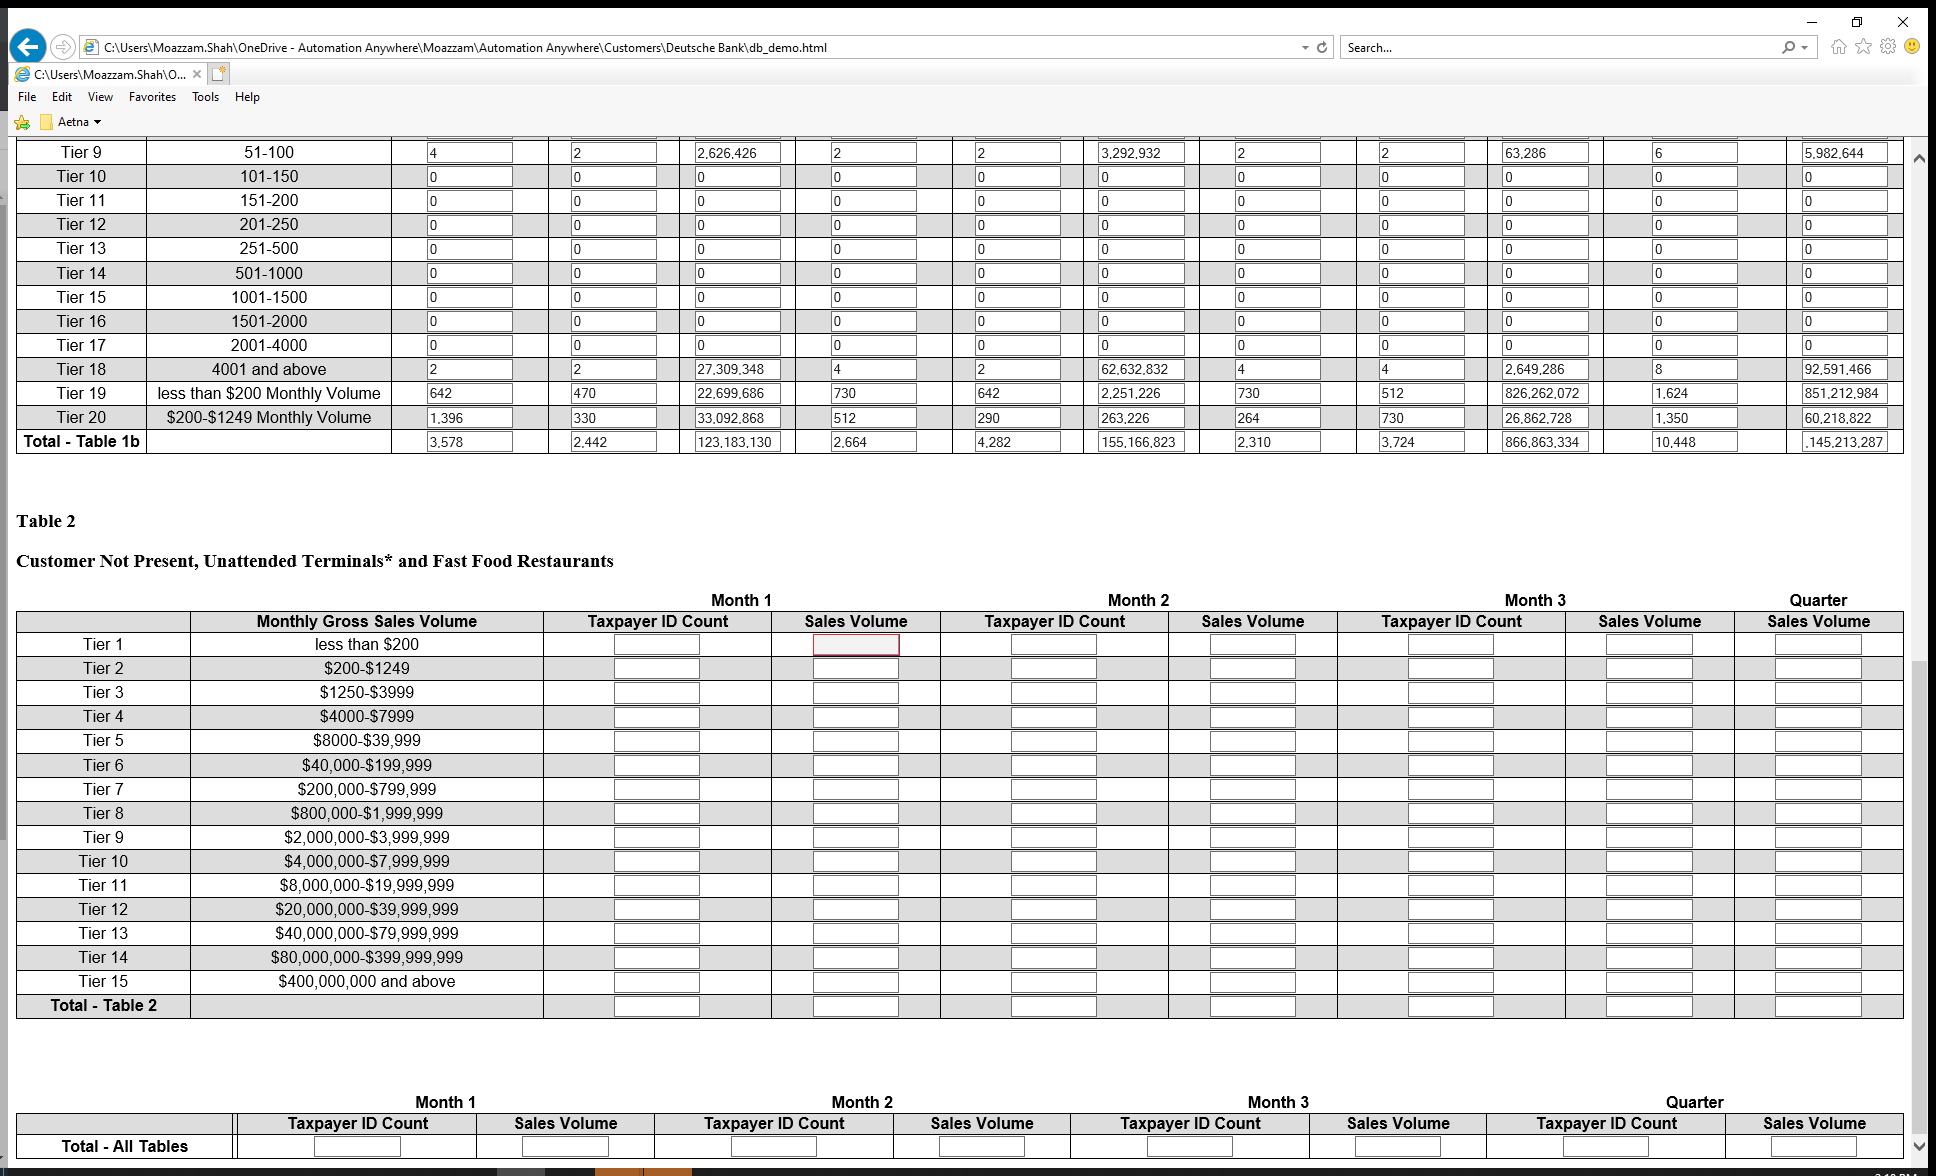 C:\Users\Moazzam.Shah\OneDrive - Automation Anywhere\Moazzam\Automation Anywhere\Customers\Deutsche Bank\db_demo.html
Search...
C:\Users\Moazzam.Shah\O...
File Edit View Favorites Tools Help
Aetna
Tier 9 51-100 4 2 2,626,426 2 2 3,292,932 2 2 63,286 6 5,982,644
Tier 10 101-150 0 0 0 0 0 0 0 0 0 0 0
Tier 11 151-200 0 0 0 0 0 0 0 0 0 0 0
Tier 12 201-250 0 0 0 0 0 0 0 0 0 0 0
Tier 13 251-500 0 0 0 0 0 0 0 0 0 0 0
Tier 14 501-1000 0 0 0 0 0 0 0 0 0 0 0
Tier 15 1001-1500 0 0 0 0 0 0 0 0 0 0 0
Tier 16 1501-2000 0 0 0 0 0 0 0 0 0 0 0
Tier 17 2001-4000 0 0 0 0 0 0 0 0 0 0 0
Tier 18 4001 and above 2 2 27,309,348 4 2 62,632,832 4 4 2,649,286 8 92,591,466
Tier 19 less than $200 Monthly Volume 642 470 22,699,686 730 642 2,251,226 730 512 826,262,072 1,624 851,212,984
Tier 20 $200-$1249 Monthly Volume 1,396 330 33,092,868 512 290 263,226 264 730 26,862,728 1,350 60,218,822
Total - Table 1b 3,578 2,442 123,183,130 2,664 4,282 155,166,823 2,310 3,724 866,863,334 10,448 ,145,213,287
Table 2
Customer Not Present, Unattended Terminals* and Fast Food Restaurants
Month 1 Month 2 Month 3 Quarter
Monthly Gross Sales Volume Taxpayer ID Count Sales Volume Taxpayer ID Count Sales Volume Taxpayer ID Count Sales Volume Sales Volume
Tier 1 less than $200
Tier 2 $200-$1249
Tier 3 $1250-$3999
Tier 4 $4000-$7999
Tier 5 $8000-$39,999
Tier 6 $40,000-$199,999
Tier 7 $200,000-$799,999
Tier 8 $800,000-$1,999,999
Tier 9 $2,000,000-$3,999,999
Tier 10 $4,000,000-$7,999,999
Tier 11 $8,000,000-$19,999,999
Tier 12 $20,000,000-$39,999,999
Tier 13 $40,000,000-$79,999,999
Tier 14 $80,000,000-$399,999,999
Tier 15 $400,000,000 and above
Total - Table 2
Month 1 Month 2 Month 3 Quarter
Taxpayer ID Count Sales Volume Taxpayer ID Count Sales Volume Taxpayer ID Count Sales Volume Taxpayer ID Count Sales Volume
Total - All Tables